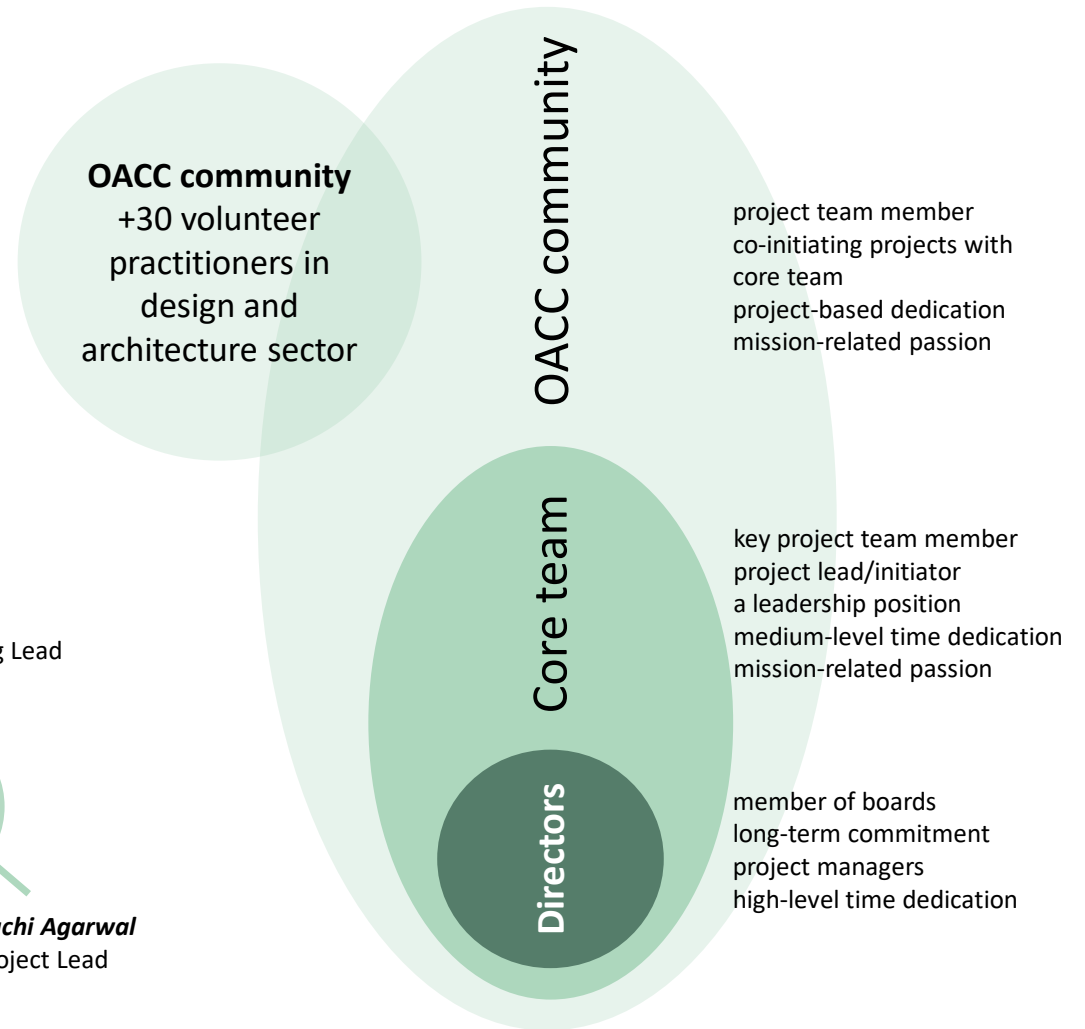 OACC community
+30 volunteer
practitioners in
design and
architecture sector
OACC community
project team member
co-initiating projects with
core team
project-based dedication
mission-related passion
Core team
key project team member
project lead/initiator
a leadership position
medium-level time dedication
mission-related passion
Lead
Directors
member of boards
long-term commitment
project managers
high-level time dedication
Agarwal
Lead